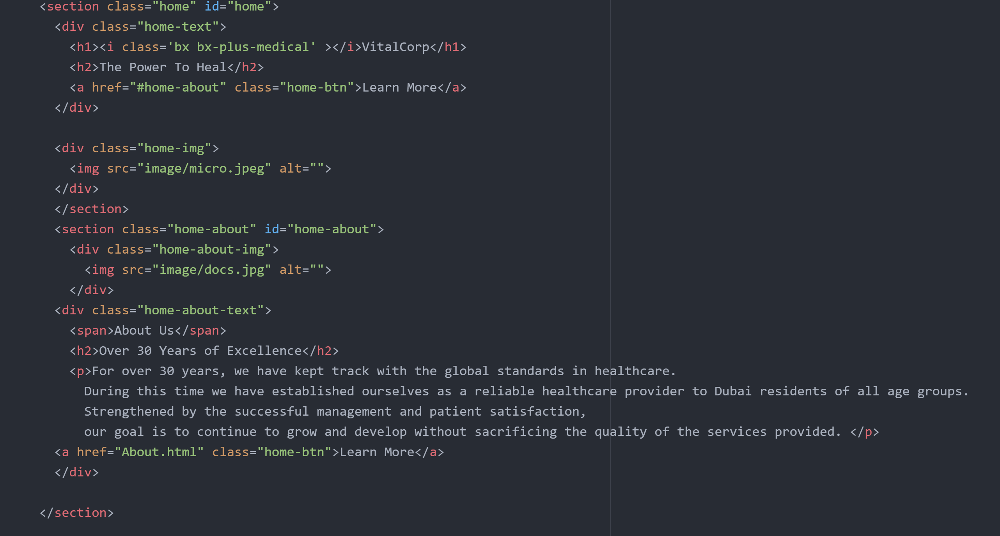 <section class="home" id="home">
<div class="home-text">
<h1><i class='bx bx-plus-medical' ></i>VitalCorp</h1>
<h2>The Power To Heal</h2>
<a href="#home-about" class="home-btn">Learn More</a>
</div>
<div class="home-img">
<img src="image/micro.jpeg" alt="">
</div>
</section>
<section class="home-about" id="home-about">
<div class="home-about-img">
<img src="image/docs.jpg" alt="">
</div>
<div class="home-about-text">
<span>About Us</span>
<h2>Over 30 Years of Excellence</h2>
<p>For over 30 years, we have kept track with the global standards in healthcare.
During this time we have established ourselves as a reliable healthcare provider to Dubai residents of all age groups.
Strengthened by the successful management and patient satisfaction,
our goal is to continue to grow and develop without sacrificing the quality of the services provided. </p>
<a href="About.html" class="home-btn">Learn More</a>
</div>
</section>